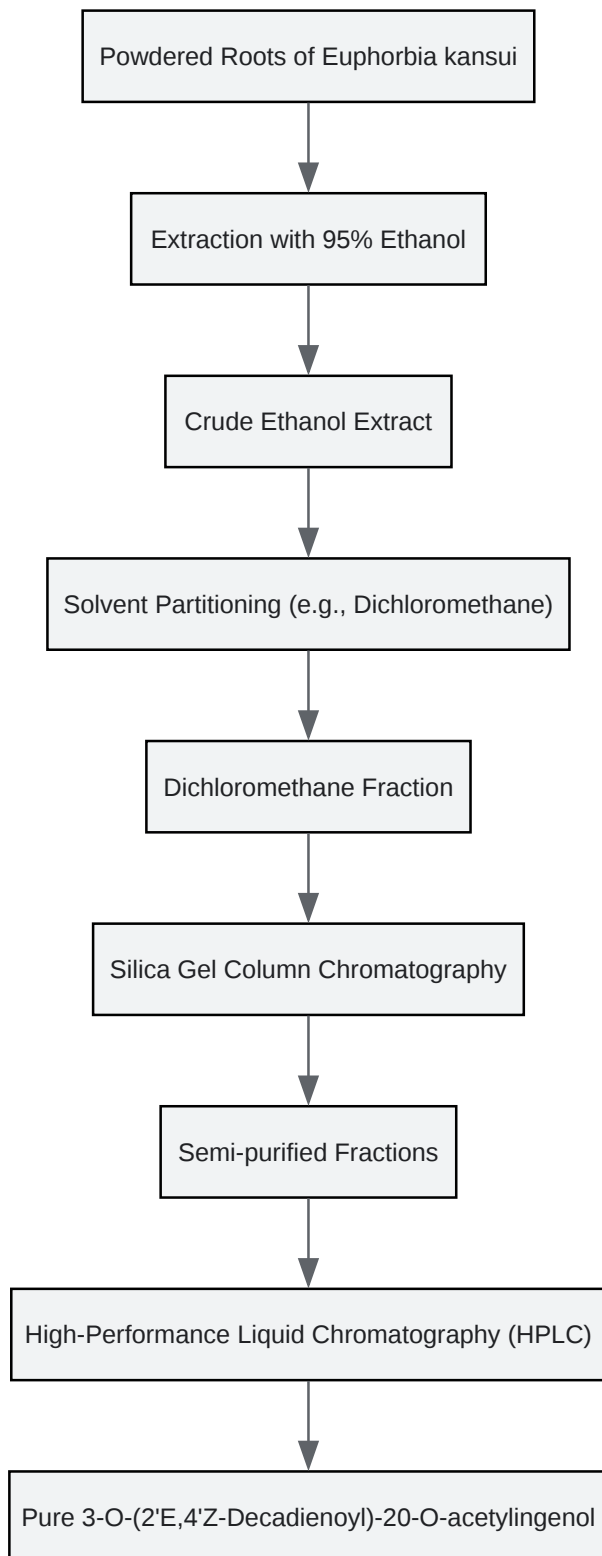 Powdered Roots of Euphorbia kansui
Extraction with 95% Ethanol
Crude Ethanol Extract
Solvent Partitioning (e.g., Dichloromethane)
Dichloromethane Fraction
Silica Gel Column Chromatography
Semi-purified Fractions
High-Performance Liquid Chromatography (HPLC)
Pure 3-O-(2'E,4'Z-Decadienoyl)-20-O-acetylingenol